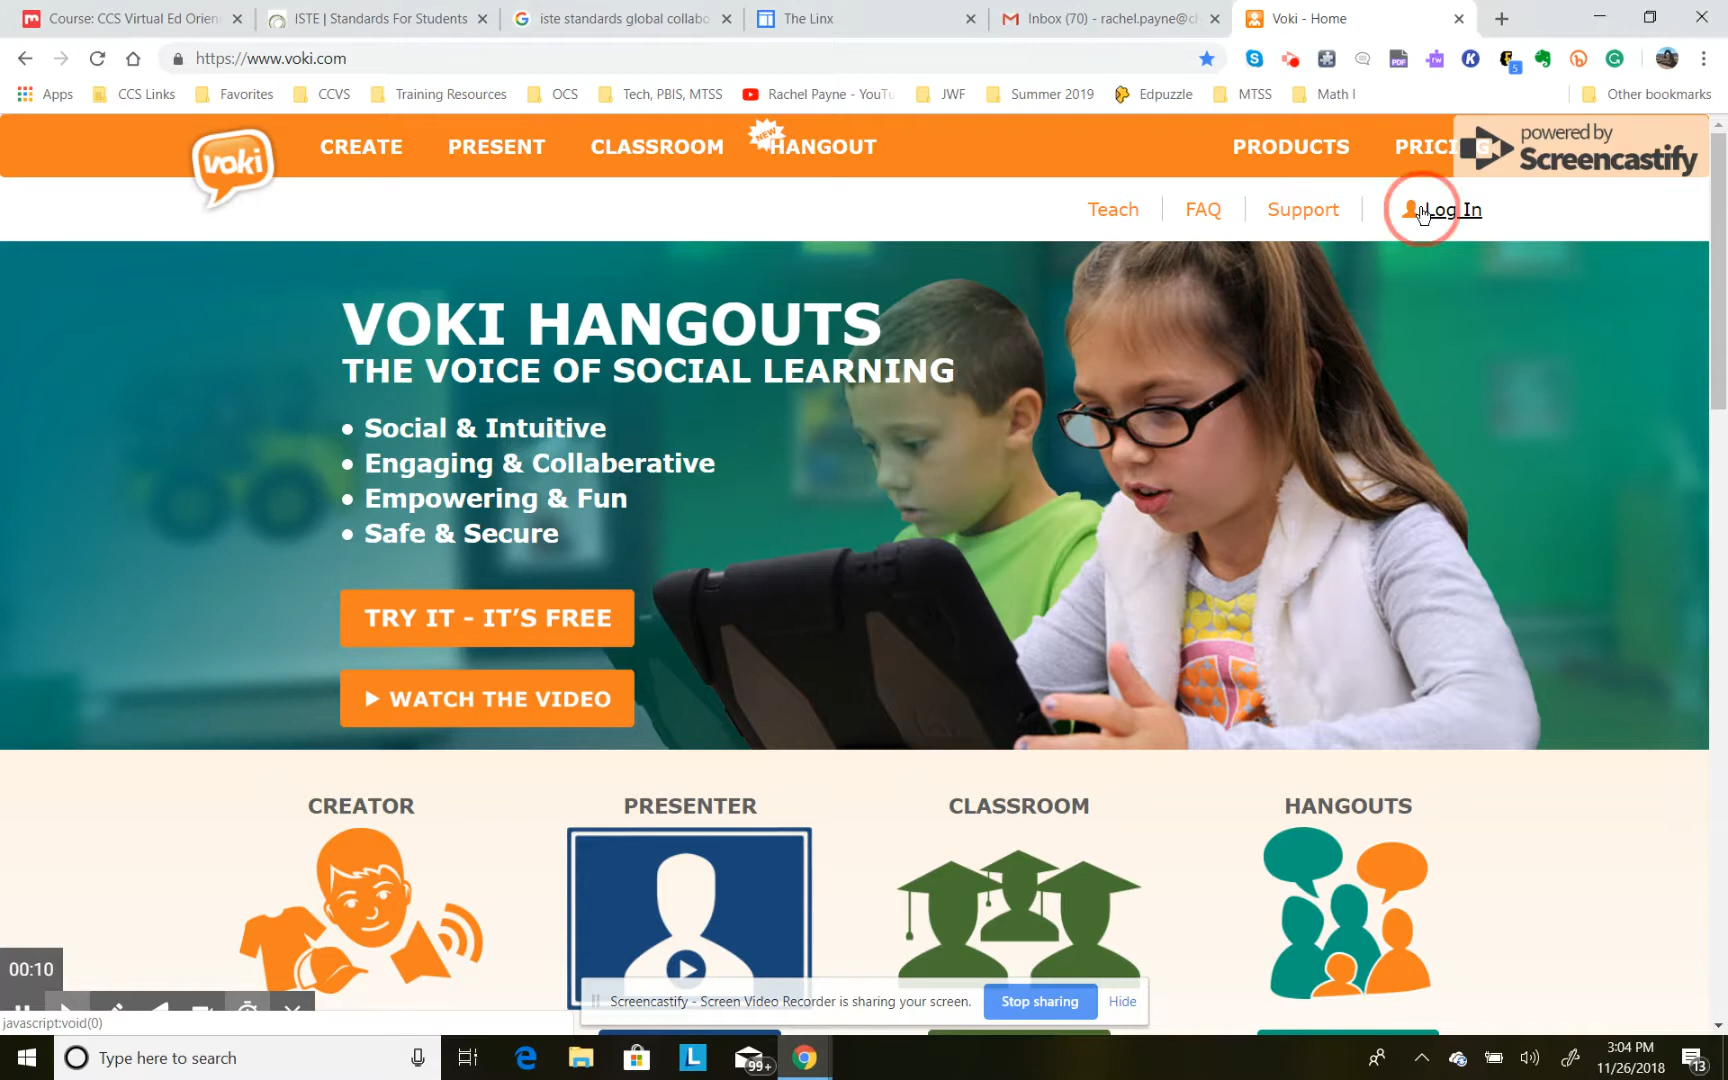 Course: CCS Virtual Ed Orien
ISTE | Standards For Students
iste standards global collabo
The Linx
Inbox (70) - rachel.payne@c
Voki - Home
https://www.voki.com
Apps
CCS Links
Favorites
CCVS
Training Resources
OCS
Tech, PBIS, MTSS
Rachel Payne - YouTu
JWF
Summer 2019
Edpuzzle
MTSS
Math I
Other bookmarks
voki
CREATE
PRESENT
CLASSROOM
NEW
HANGOUT
PRODUCTS
PRICING
powered by
Screencastify
Teach
FAQ
Support
Log In
VOKI HANGOUTS
THE VOICE OF SOCIAL LEARNING
• Social & Intuitive
• Engaging & Collaberative
• Empowering & Fun
• Safe & Secure
TRY IT - IT'S FREE
WATCH THE VIDEO
CREATOR
PRESENTER
CLASSROOM
HANGOUTS
00:10
Screencastify - Screen Video Recorder is sharing your screen.
Stop sharing
Hide
javascript:void(0)
Type here to search
99+
3:04 PM
11/26/2018
13
5